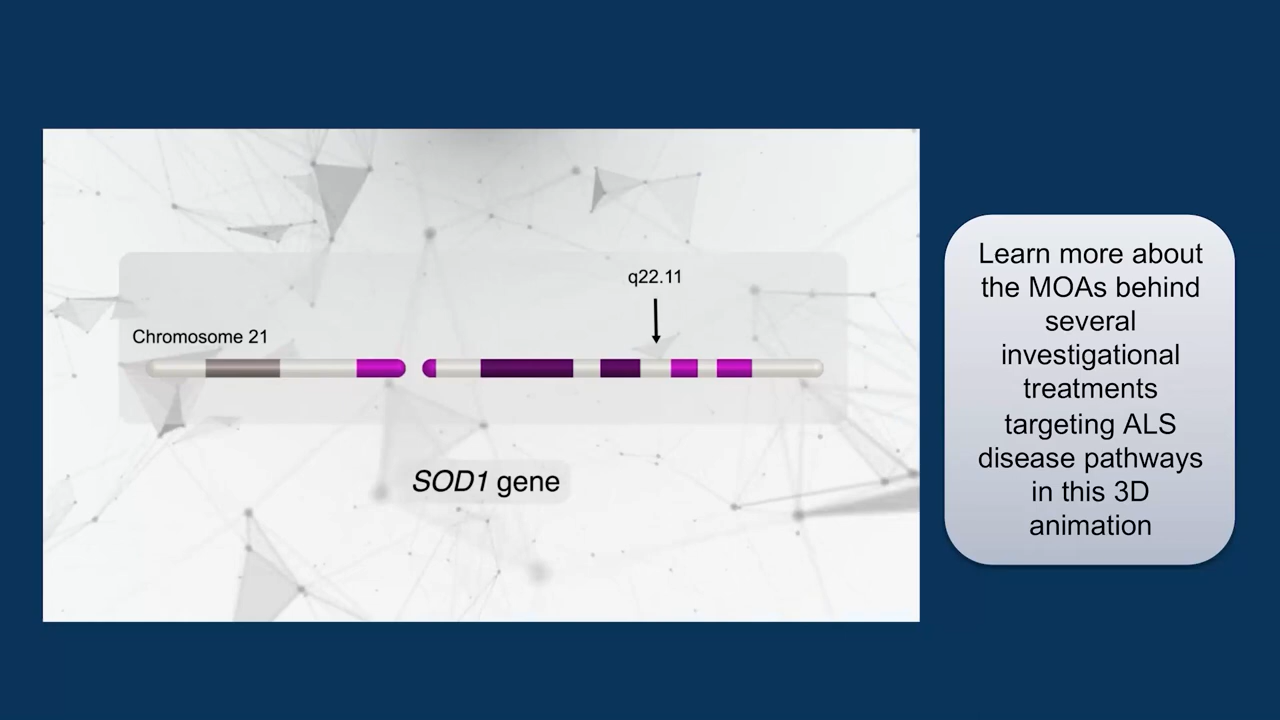 q22.11
Chromosome 21
SOD1 gene
Learn more about
the MOAs behind
several
investigational
treatments
targeting ALS
disease pathways
in this 3D
animation